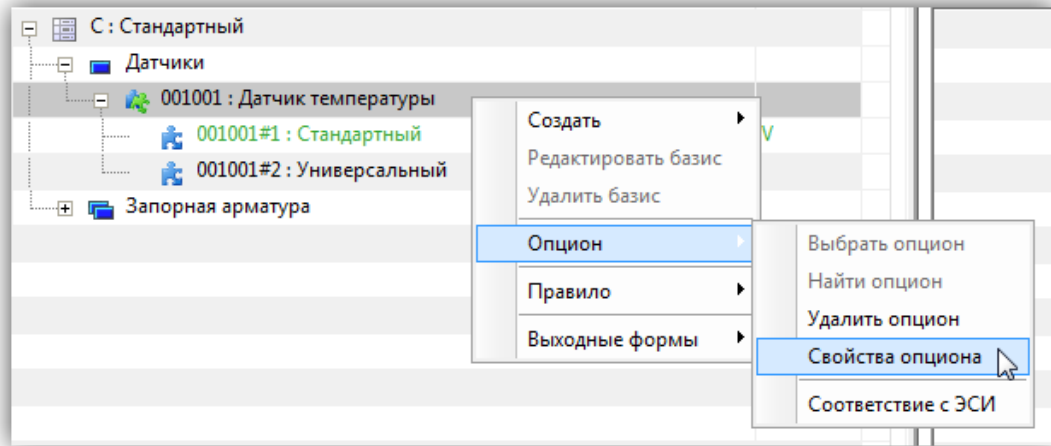 С : Стандартный
Датчики
001001 : Датчик температуры
001001#1 : Стандартный V
001001#2 : Универсальный
Запорная арматура
Создать
Редактировать базис
Удалить базис
Опцион
Правило
Выходные формы
Выбрать опцион
Найти опцион
Удалить опцион
Свойства опциона
Соответствие с ЭСИ